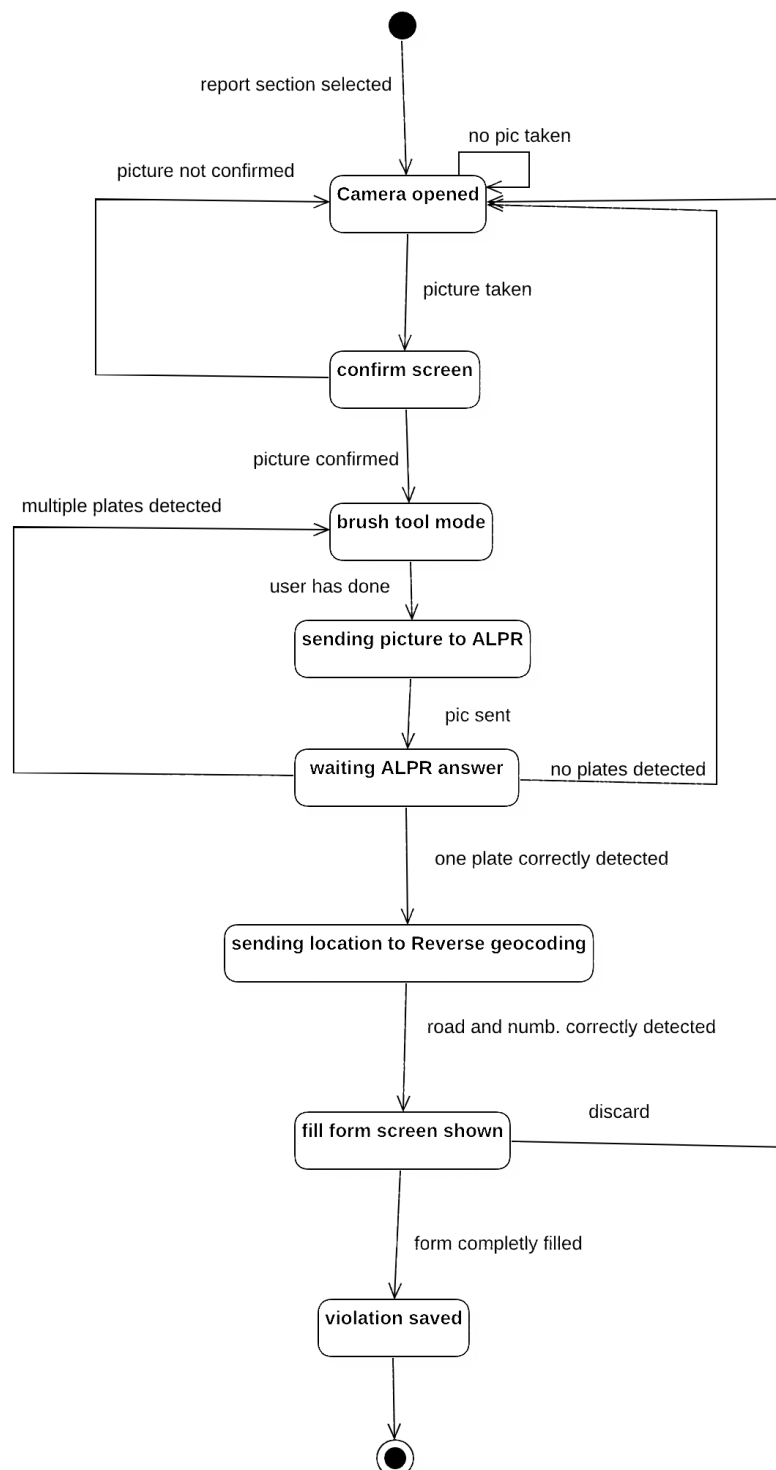 report section selected
no pic taken
picture not confirmed
Camera opened
picture taken
confirm screen
picture confirmed
multiple plates detected
brush tool mode
user has done
sending picture to ALPR
pic sent
waiting ALPR answer
no plates detected
one plate correctly detected
sending location to Reverse geocoding
road and numb. correctly detected
discard
fill form screen shown
form completly filled
violation saved